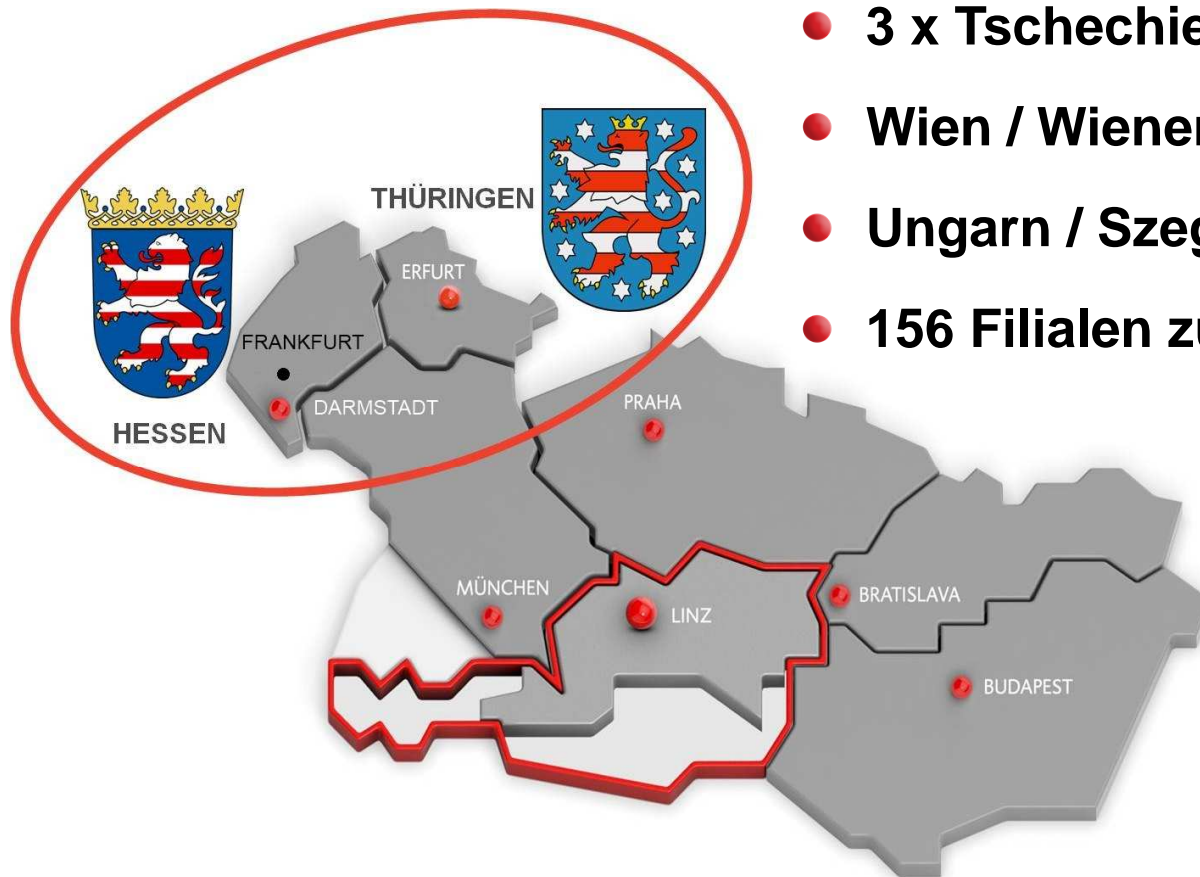 3 x Tschechie
Wien / Wiener
Ungarn / Szeg
156 Filialen zu
THÜRINGEN
ERFURT
FRANKFURT
DARMSTADT
HESSEN
PRAHA
MÜNCHEN
LINZ
BRATISLAVA
BUDAPEST